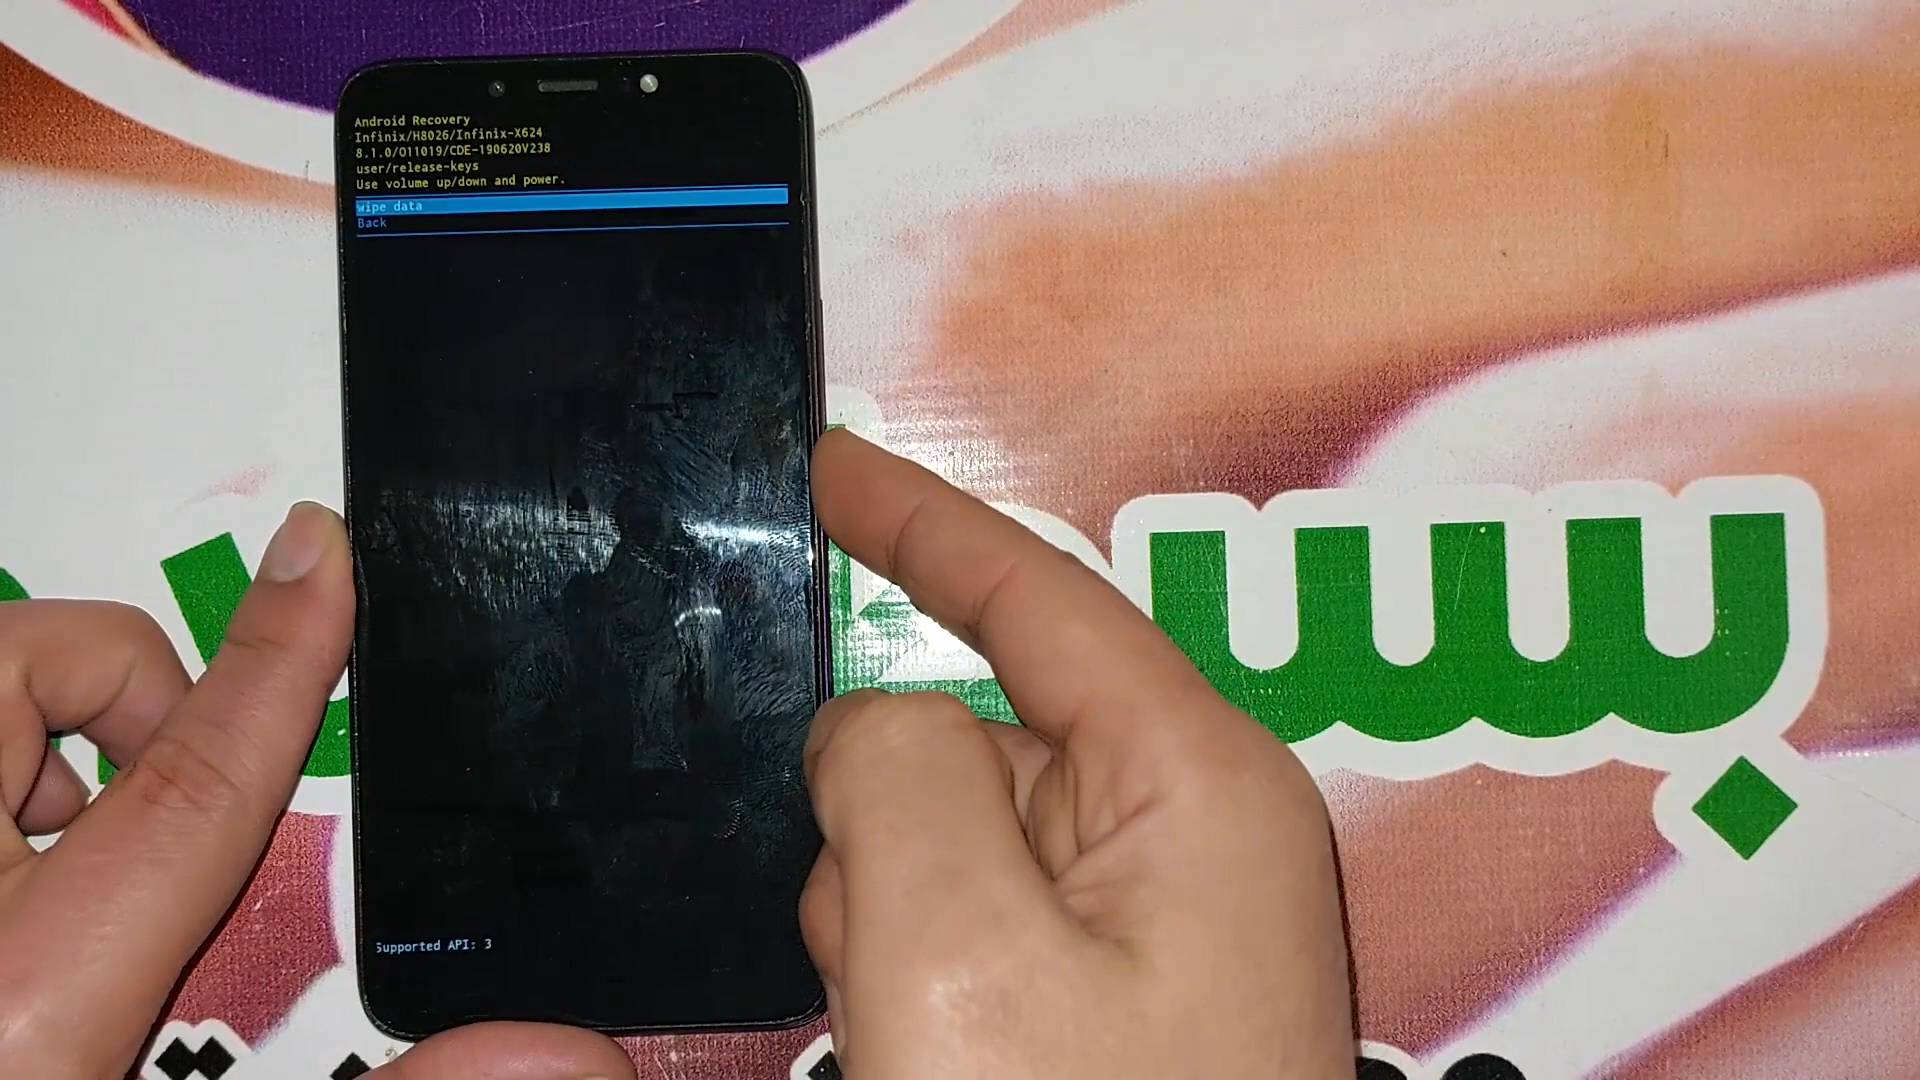 Android Recovery
Infinix/H8026/Infinix-X624
8.1.0/O11019/CDE-190620V238
user/release-keys
Use volume up/down and power.
wipe data
Back
Supported API: 3